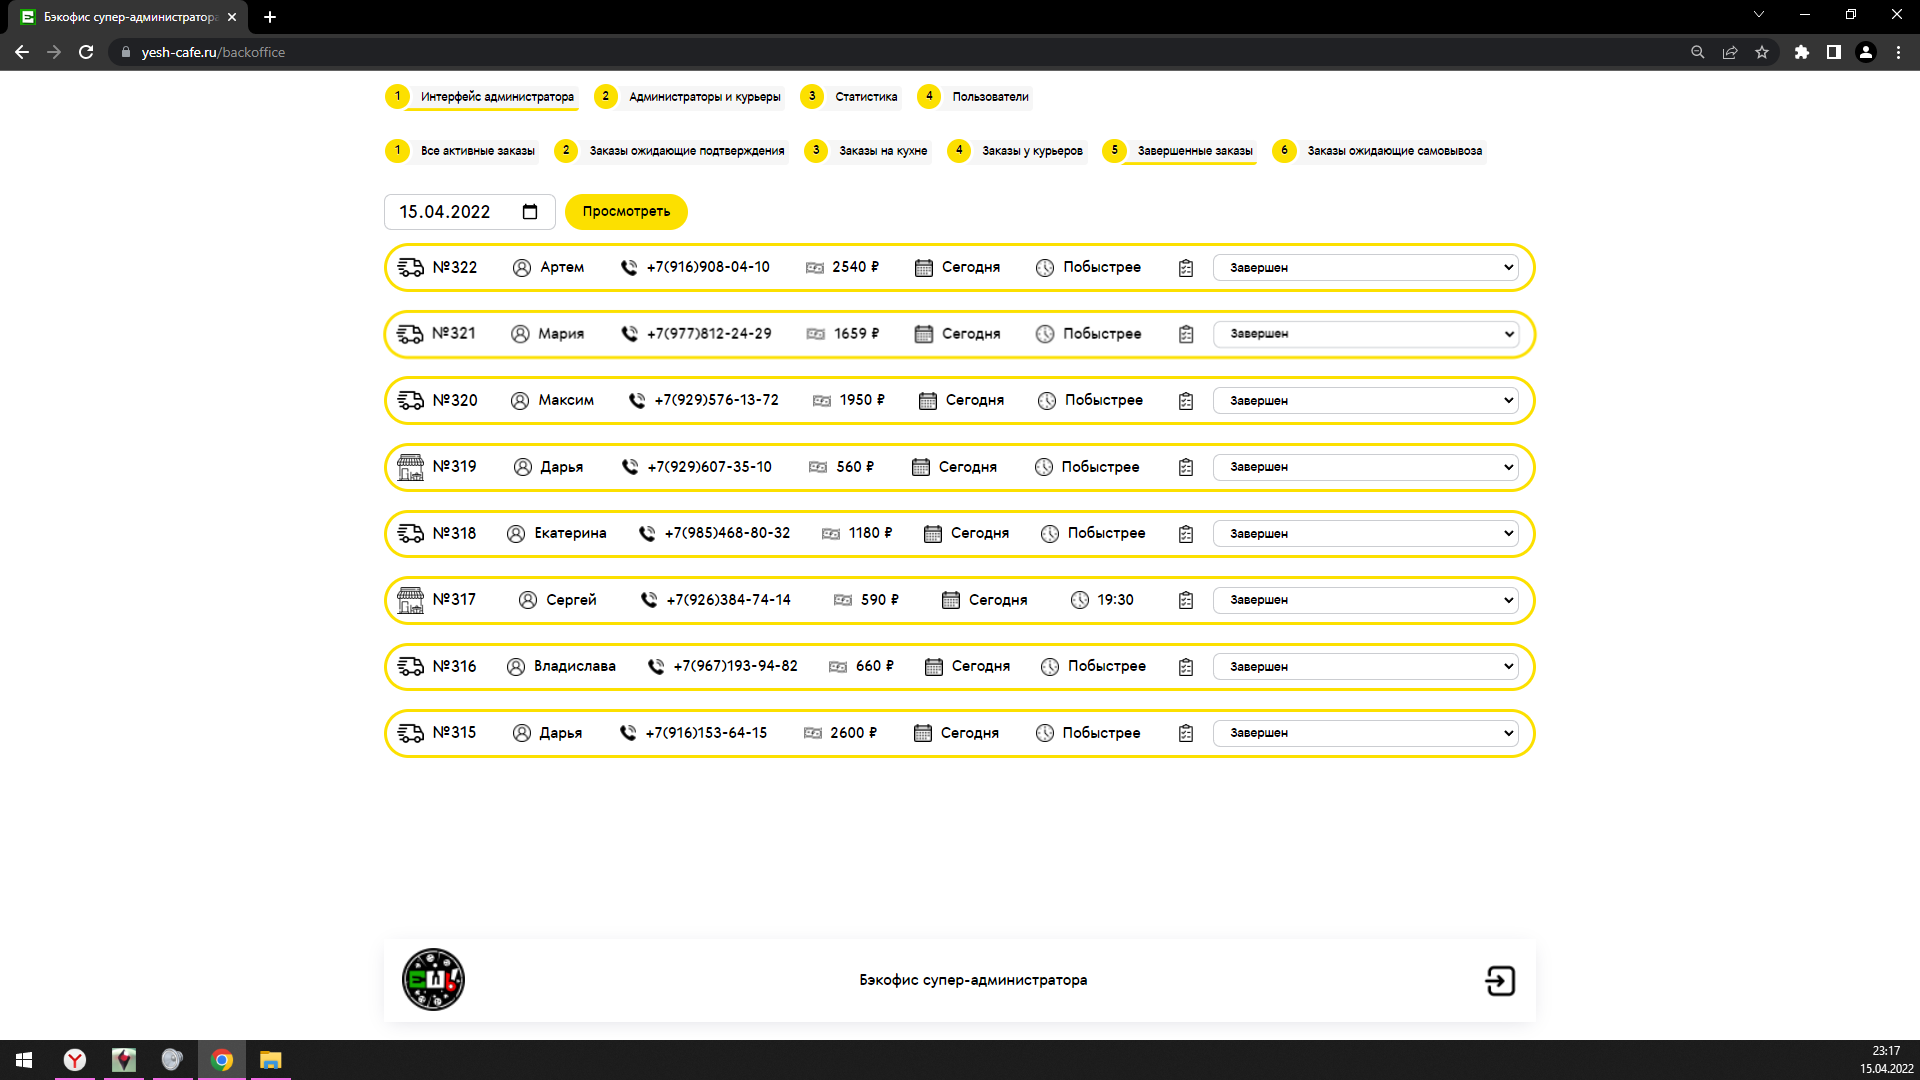 Бэкофис супер-администратора
yesh-cafe.ru/backoffice
1 Интерфейс администратора 2 Администраторы и курьеры 3 Статистика 4 Пользователи
1 Все активные заказы 2 Заказы ожидающие подтверждения 3 Заказы на кухне 4 Заказы у курьеров 5 Завершенные заказы 6 Заказы ожидающие самовывоза
15.04.2022 Просмотреть
№322 Артем +7(916)908-04-10 2540 ₽ Сегодня Побыстрее Завершен
№321 Мария +7(977)812-24-29 1659 ₽ Сегодня Побыстрее Завершен
№320 Максим +7(929)576-13-72 1950 ₽ Сегодня Побыстрее Завершен
№319 Дарья +7(929)607-35-10 560 ₽ Сегодня Побыстрее Завершен
№318 Екатерина +7(985)468-80-32 1180 ₽ Сегодня Побыстрее Завершен
№317 Сергей +7(926)384-74-14 590 ₽ Сегодня 19:30 Завершен
№316 Владислава +7(967)193-94-82 660 ₽ Сегодня Побыстрее Завершен
№315 Дарья +7(916)153-64-15 2600 ₽ Сегодня Побыстрее Завершен
ЕШЬ!
Бэкофис супер-администратора
23:17
15.04.2022